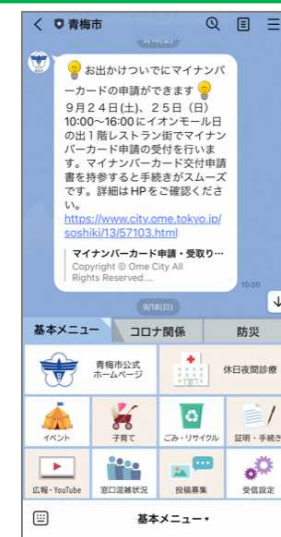 青梅市
💡お出かけついでにマイナンバ
ーカードの申請ができます💡
9月24日(土)、25日(日)
10:00~16:00にイオンモール日
の出1階レストラン街でマイナン
バーカード申請の受付を行いま
す。マイナンバーカード交付申請
書を持参すると手続きがスムーズ
です。詳細はHPをご確認くださ
い。
https://www.city.ome.tokyo.jp/
soshiki/13/57103.html
マイナンバーカード申請・受取り…
Copyright © Ome City All
Rights Reserved....
10:00
9/18(日)
基本メニュー
コロナ関係
防災
青梅市公式
ホームページ
休日夜間診療
イベント
子育て
ごみ・リサイクル
証明・手続き
広報・YouTube
窓口混雑状況
投稿募集
受信設定
基本メニュー▾